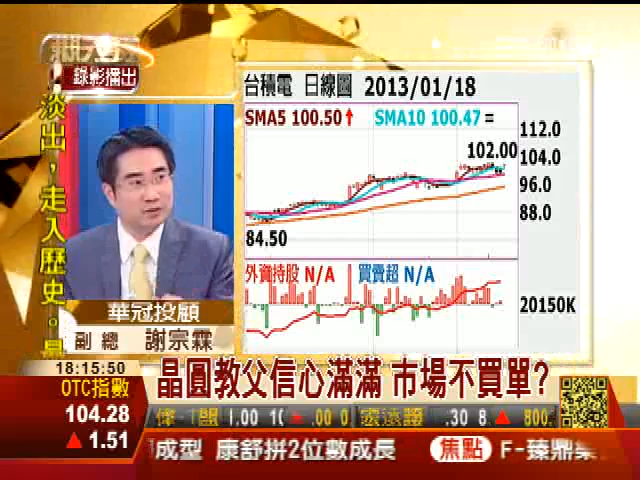 錄影播出
淡出，走入歷史。
台積電 日線圖 2013/01/18
SMA5 100.50 SMA10 100.47 =
112.0
102.00
104.0
96.0
88.0
84.50
外資持股 N/A 買賣超 N/A
20150K
華冠投顧
副總 謝宗霖
18:15:50
晶圓教父信心滿滿 市場不買單?
OTC指數
104.28
▲ 1.51
成型 康舒拼2位數成長 焦點 F-臻鼎